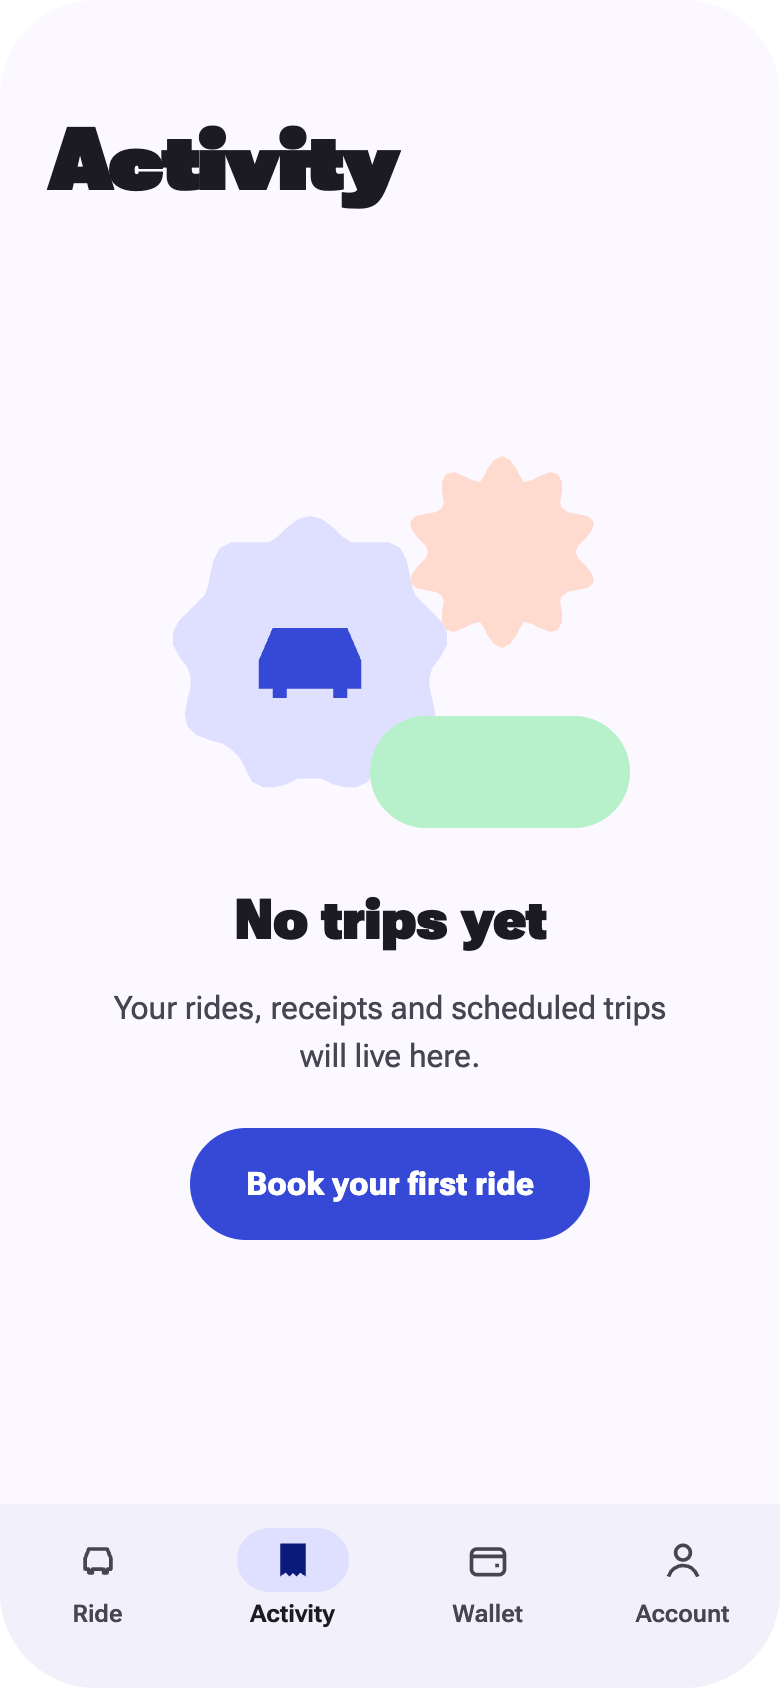 Activity
No trips yet
Your rides, receipts and scheduled trips
will live here.
Book your first ride
Ride
Activity
Wallet
Account